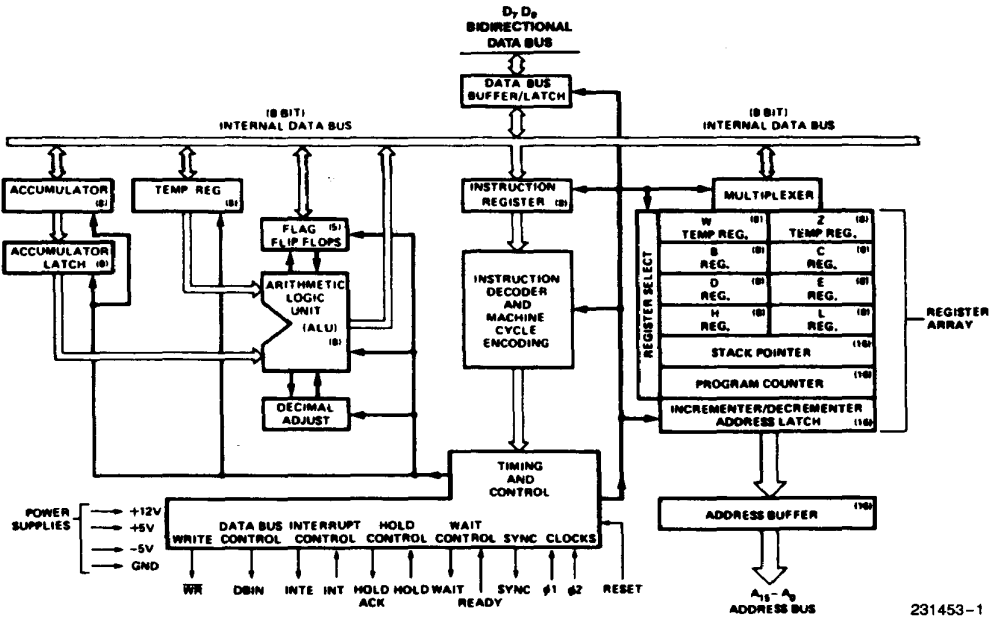 D₇ D₀
BIDIRECTIONAL
DATA BUS
DATA BUS
BUFFER/LATCH
(8 BIT)
INTERNAL DATA BUS
(8 BIT)
INTERNAL DATA BUS
ACCUMULATOR
(8)
TEMP REG
(8)
INSTRUCTION
REGISTER (8)
MULTIPLEXER
ACCUMULATOR
LATCH (8)
FLAG (5)
FLIP FLOPS
ARITHMETIC
LOGIC
UNIT
(ALU)
(8)
DECIMAL
ADJUST
INSTRUCTION
DECODER
AND
MACHINE
CYCLE
ENCODING
REGISTER SELECT
W (8)
TEMP REG.
Z (8)
TEMP REG.
B (8)
REG.
C (8)
REG.
D (8)
REG.
E (8)
REG.
H (8)
REG.
L (8)
REG.
STACK POINTER (16)
PROGRAM COUNTER (16)
INCREMENTER/DECREMENTER
ADDRESS LATCH (16)
REGISTER
ARRAY
TIMING
AND
CONTROL
POWER
SUPPLIES
+12V
+5V
-5V
GND
WRITE
DATA BUS
CONTROL
INTERRUPT
CONTROL
HOLD
CONTROL
WAIT
CONTROL
SYNC
CLOCKS
W̅R̅
DBIN
INTE
INT
HOLD
ACK
HOLD
WAIT
READY
SYNC
ϕ1
ϕ2
RESET
ADDRESS BUFFER (16)
A₁₅-A₀
ADDRESS BUS
231453-1